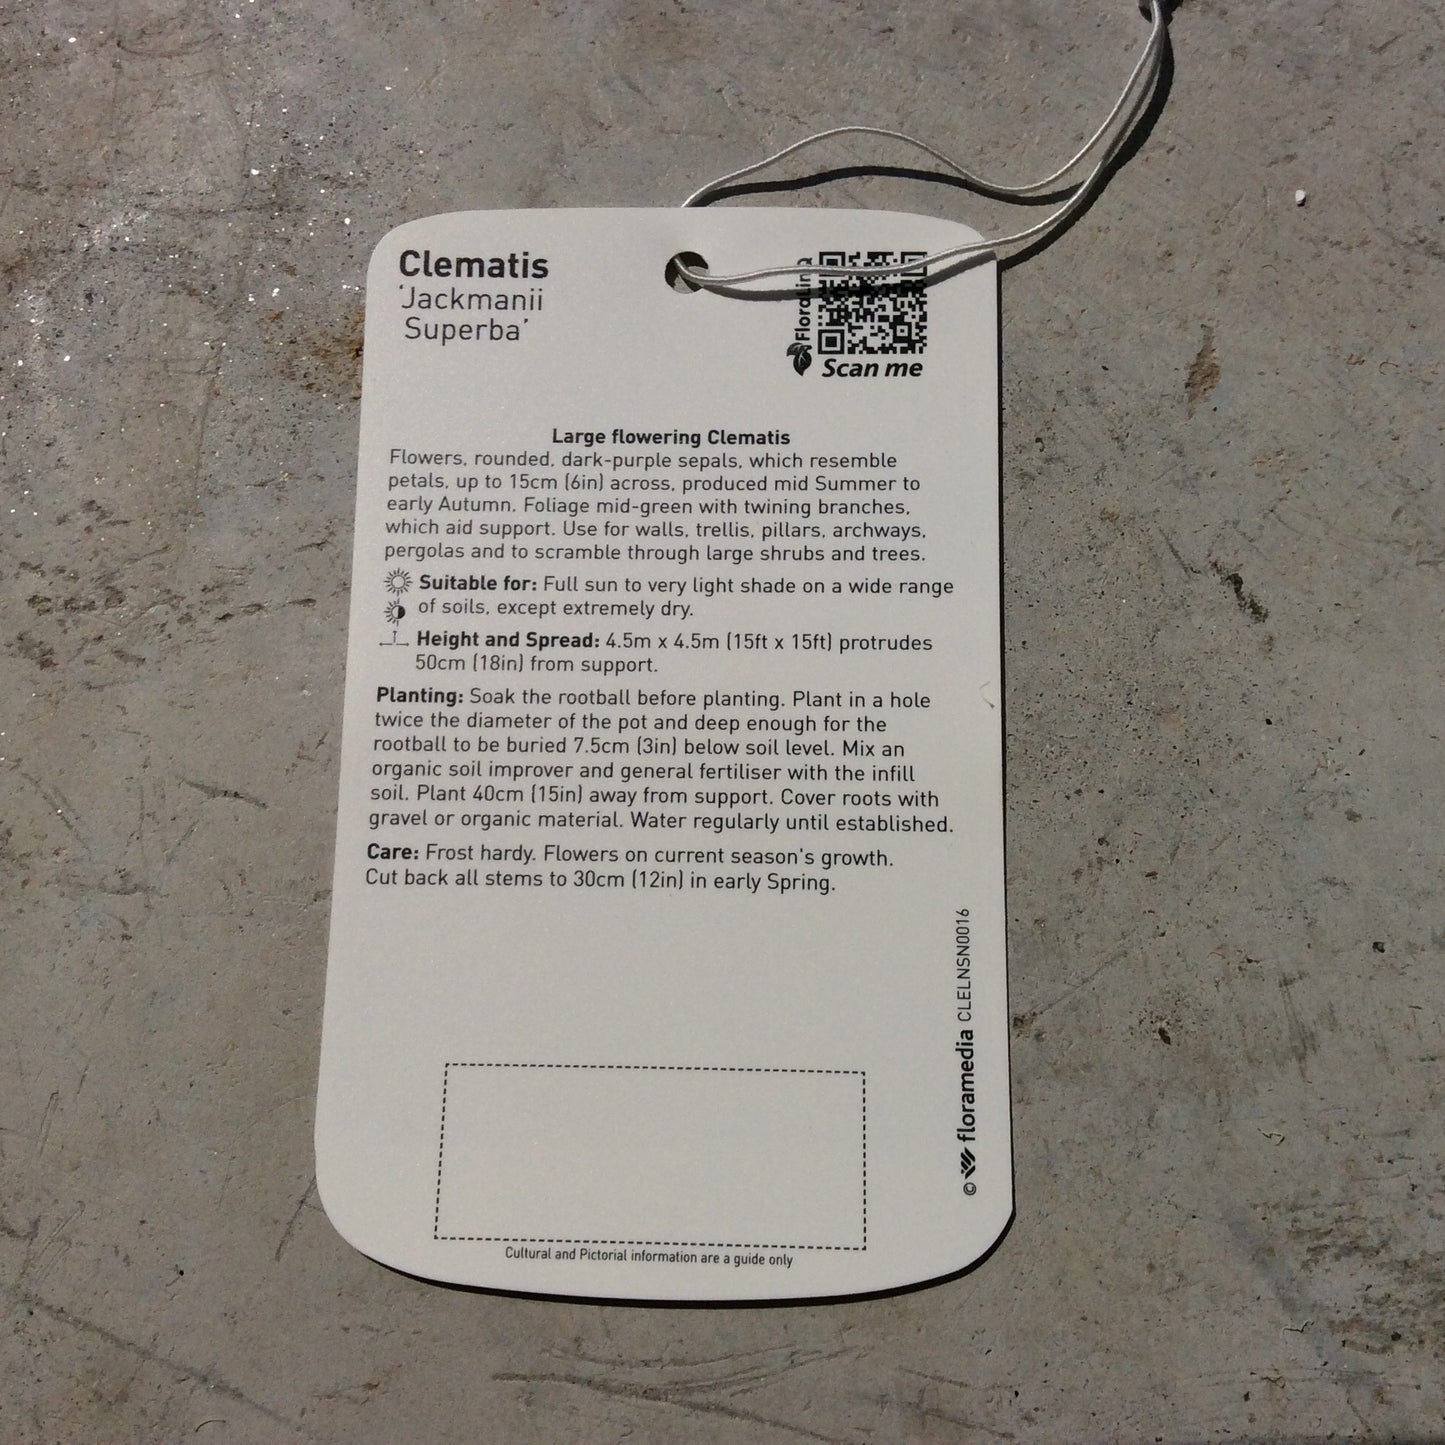 Clematis
'Jackmanii
Superba'
FloraLinQ
Scan me
Large flowering Clematis
Flowers, rounded, dark-purple sepals, which resemble
petals, up to 15cm (6in) across, produced mid Summer to
early Autumn. Foliage mid-green with twining branches,
which aid support. Use for walls, trellis, pillars, archways,
pergolas and to scramble through large shrubs and trees.
Suitable for: Full sun to very light shade on a wide range
of soils, except extremely dry.
Height and Spread: 4.5m x 4.5m (15ft x 15ft) protrudes
50cm (18in) from support.
Planting: Soak the rootball before planting. Plant in a hole
twice the diameter of the pot and deep enough for the
rootball to be buried 7.5cm (3in) below soil level. Mix an
organic soil improver and general fertiliser with the infill
soil. Plant 40cm (15in) away from support. Cover roots with
gravel or organic material. Water regularly until established.
Care: Frost hardy. Flowers on current season's growth.
Cut back all stems to 30cm (12in) in early Spring.
© floramedia CLELNSN0016
Cultural and Pictorial information are a guide only